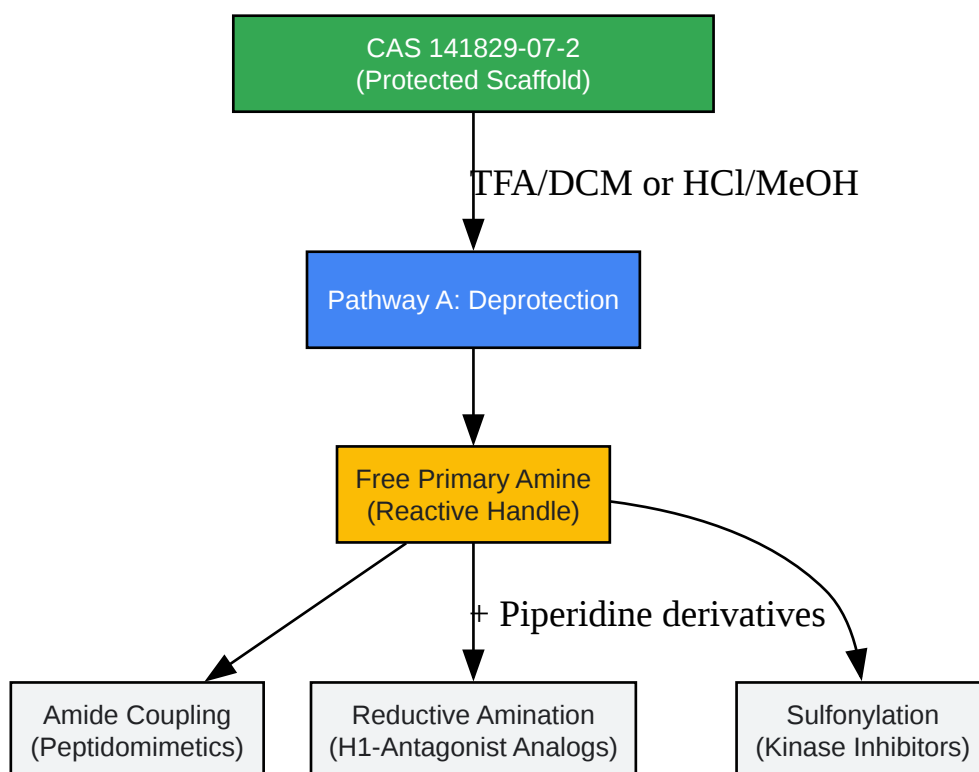 CAS 141829-07-2
(Protected Scaffold)
TFA/DCM or HCl/MeOH
Pathway A: Deprotection
Free Primary Amine
(Reactive Handle)
+ Piperidine derivatives
Amide Coupling
(Peptidomimetics)
Reductive Amination
(H1-Antagonist Analogs)
Sulfonylation
(Kinase Inhibitors)